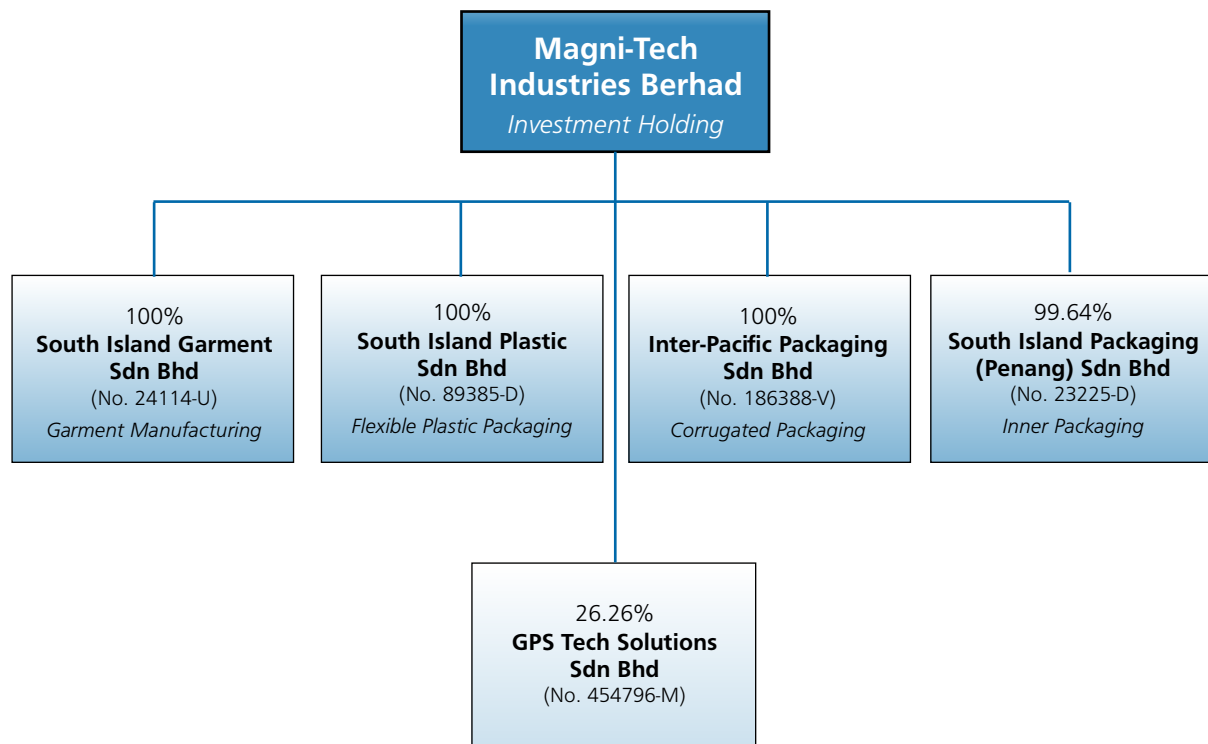 Magni-Tech
Industries Berhad
Investment Holding
100%
South Island Garment
Sdn Bhd
(No. 24114-U)
Garment Manufacturing
100%
South Island Plastic
Sdn Bhd
(No. 89385-D)
Flexible Plastic Packaging
100%
Inter-Pacific Packaging
Sdn Bhd
(No. 186388-V)
Corrugated Packaging
99.64%
South Island Packaging
(Penang) Sdn Bhd
(No. 23225-D)
Inner Packaging
26.26%
GPS Tech Solutions
Sdn Bhd
(No. 454796-M)